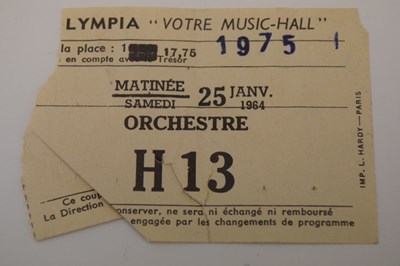 LYMPIA "VOTRE MUSIC-HALL"
la place : 1 17,75 1975
en compte avec le Trésor
MATINÉE
SAMEDI 25 JANV.
1964
ORCHESTRE
H 13
Ce coup
La Direction
onserver, ne sera ni échangé ni remboursé
engagée par les changements de programme
IMP. L. HARDY — PARIS